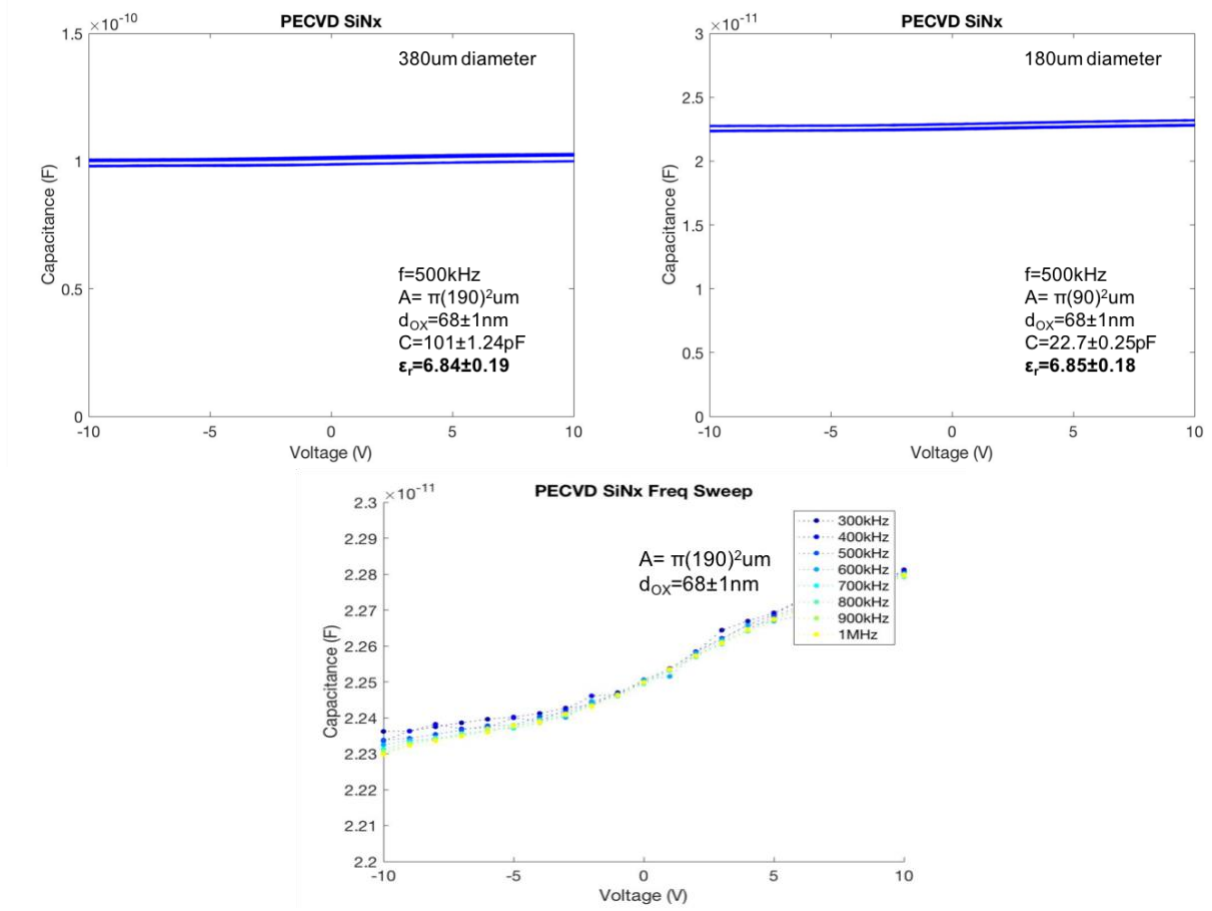 PECVD SiNx
×10⁻¹⁰
380um diameter
1.5
1
0.5
0
Capacitance (F)
f=500kHz
A= π(190)²um
dOX=68±1nm
C=101±1.24pF
εr=6.84±0.19
-10 -5 0 5 10
Voltage (V)
PECVD SiNx
×10⁻¹¹
180um diameter
3
2.5
2
1.5
1
0.5
0
Capacitance (F)
f=500kHz
A= π(90)²um
dOX=68±1nm
C=22.7±0.25pF
εr=6.85±0.18
-10 -5 0 5 10
Voltage (V)
PECVD SiNx Freq Sweep
×10⁻¹¹
2.3
2.29
2.28
2.27
2.26
2.25
2.24
2.23
2.22
2.21
2.2
Capacitance (F)
A= π(190)²um
dOX=68±1nm
300kHz
400kHz
500kHz
600kHz
700kHz
800kHz
900kHz
1MHz
-10 -5 0 5 10
Voltage (V)